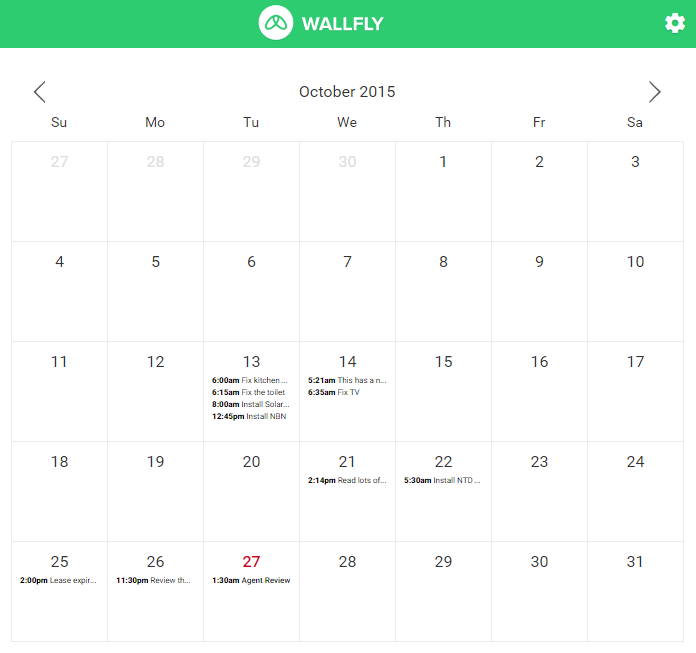 WALLFLY
October 2015
Su Mo Tu We Th Fr Sa
27 28 29 30 1 2 3
4 5 6 7 8 9 10
11 12 13 14 15 16 17
6:00am Fix kitchen ...
6:15am Fix the toilet
8:00am Install Solar...
12:45pm Install NBN
5:21am This has a n...
6:35am Fix TV
18 19 20 21 22 23 24
2:14pm Read lots of...
5:30am Install NTD ...
25 26 27 28 29 30 31
2:00pm Lease expir...
11:30pm Review th...
1:30am Agent Review